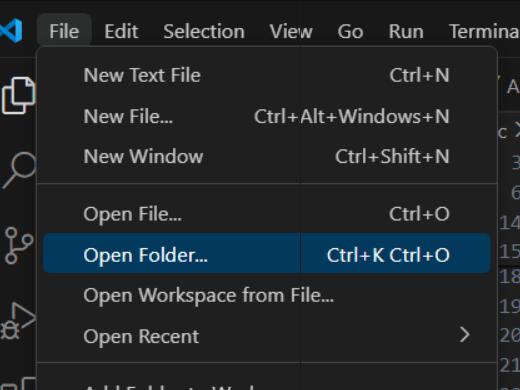 File Edit Selection View Go Run Termina
New Text File Ctrl+N
New File... Ctrl+Alt+Windows+N
New Window Ctrl+Shift+N
Open File... Ctrl+O
Open Folder... Ctrl+K Ctrl+O
Open Workspace from File...
Open Recent
A
c
3
6
14
15
18
19
20
21